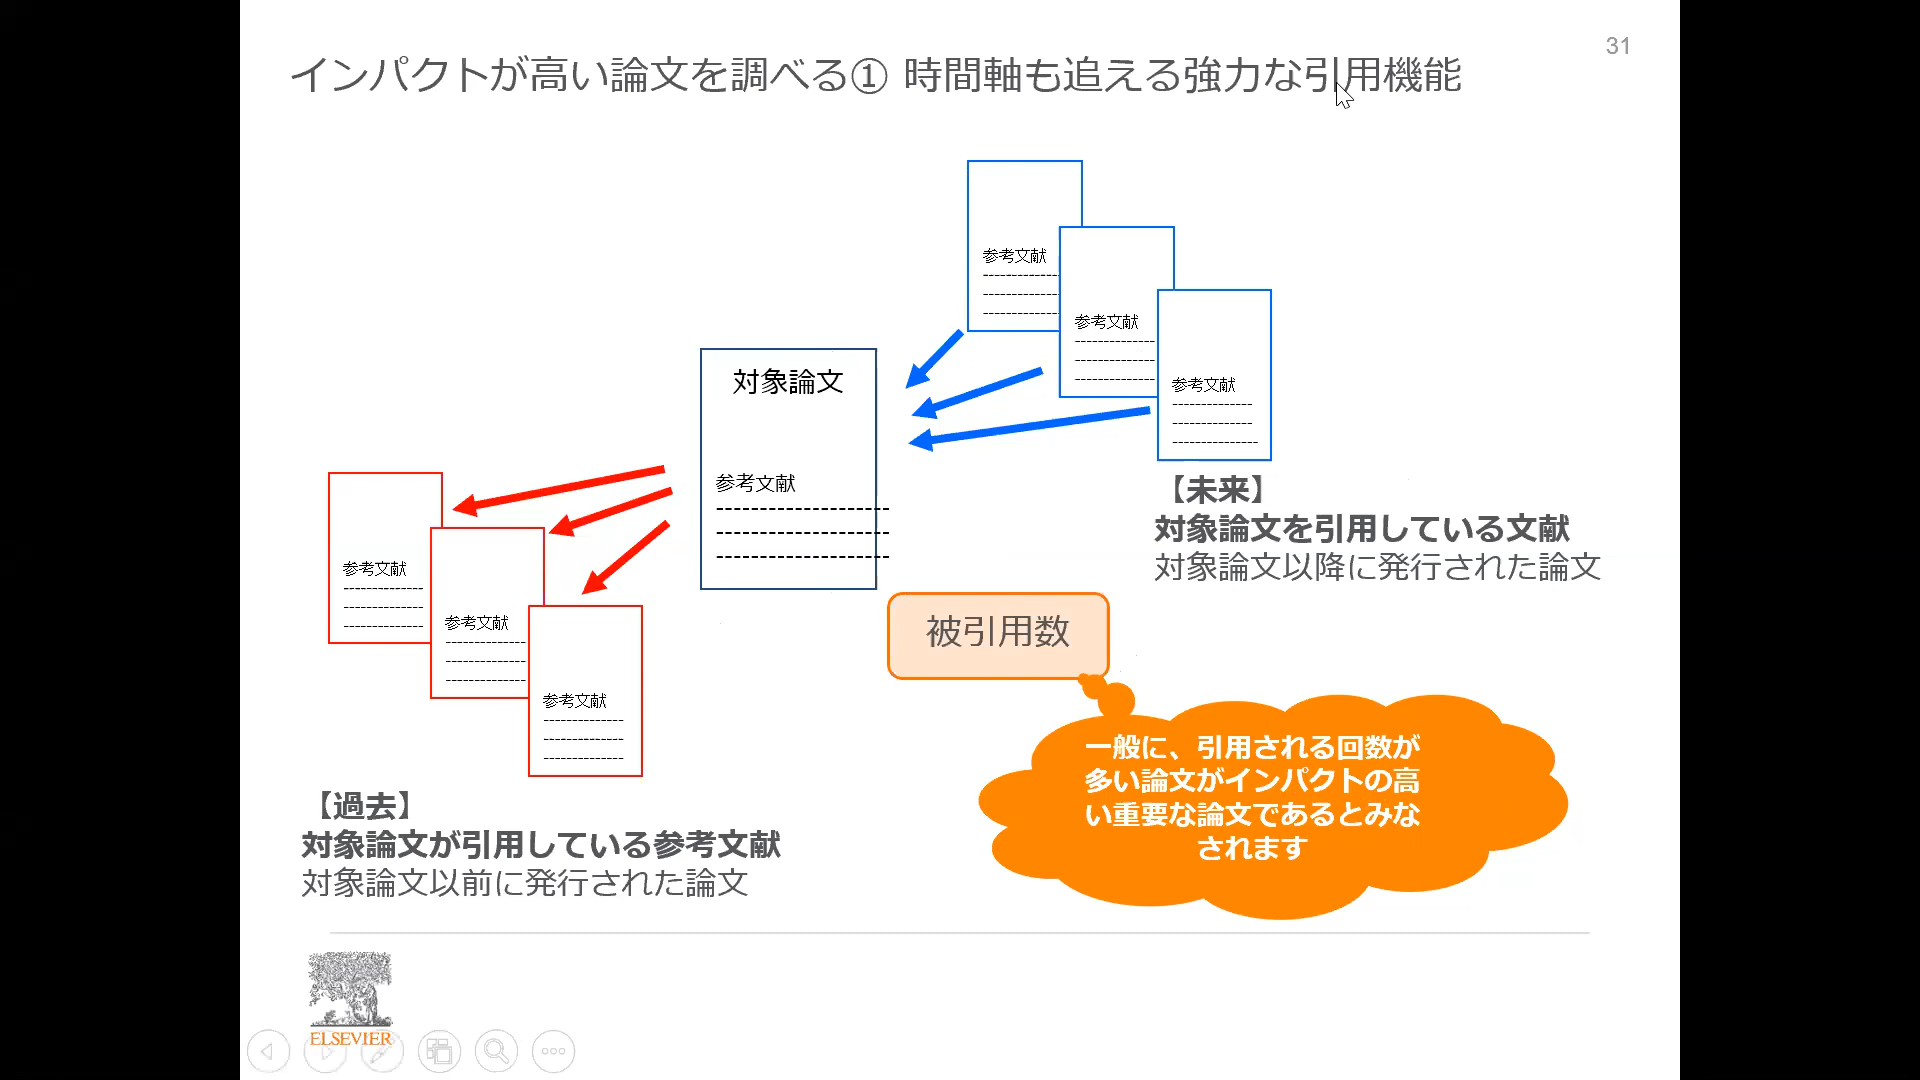 31
インパクトが高い論文を調べる① 時間軸も追える強力な引用機能
参考文献
参考文献
参考文献
対象論文
参考文献
【未来】
対象論文を引用している文献
対象論文以降に発行された論文
参考文献
参考文献
参考文献
被引用数
一般に、引用される回数が
多い論文がインパクトの高
い重要な論文であるとみな
されます
【過去】
対象論文が引用している参考文献
対象論文以前に発行された論文
ELSEVIER